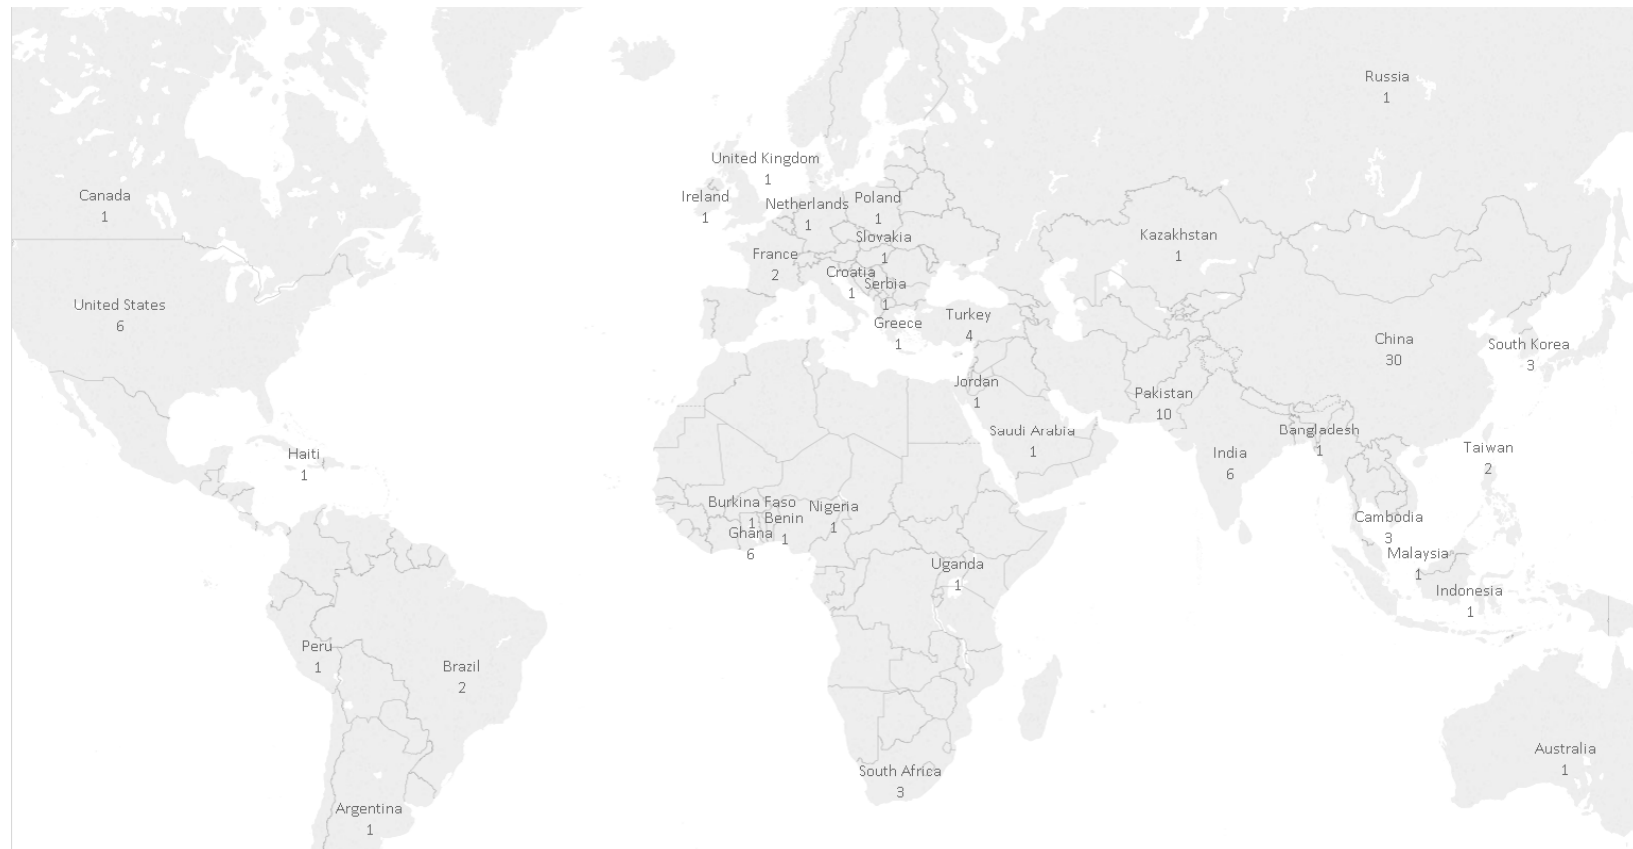 Russia
1
United Kingdom
1
Canada
1
Ireland
1
Netherlands
1
Poland
1
Slovakia
1
Kazakhstan
1
France
2
Croatia
1
Serbia
1
United States
6
Greece
1
Turkey
4
China
30
South Korea
3
Jordan
1
Pakistan
10
Saudi Arabia
1
Bangladesh
1
Haiti
1
India
6
Taiwan
2
Burkina Faso
1
Benin
1
Nigeria
1
Ghana
6
Cambodia
3
Malaysia
1
Uganda
1
Indonesia
1
Peru
1
Brazil
2
Australia
1
South Africa
3
Argentina
1